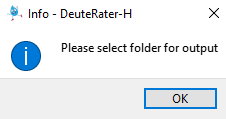 Info - DeuteRater-H
Please select folder for output
OK